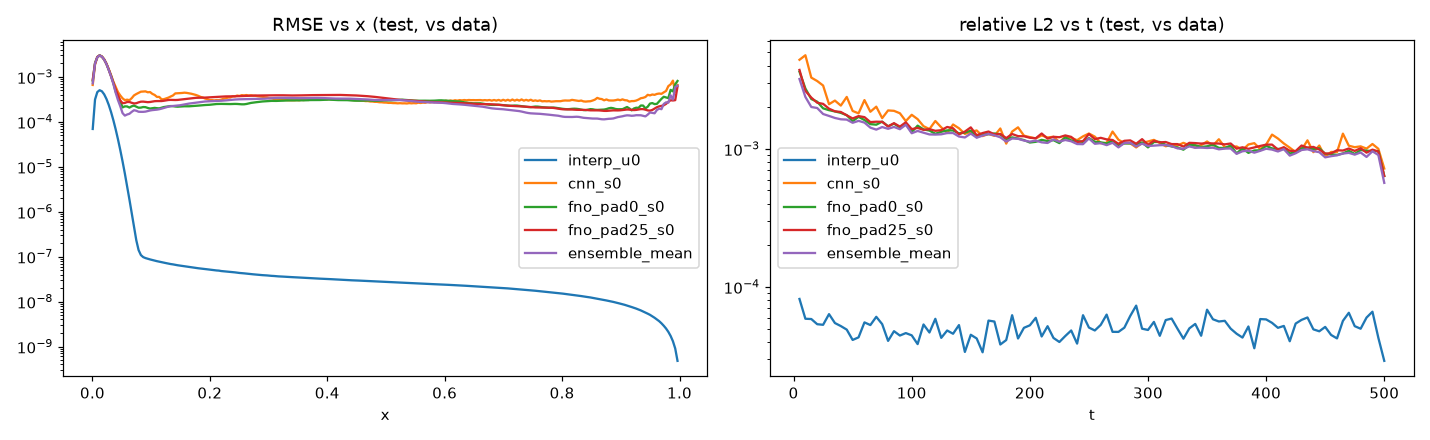 RMSE vs x (test, vs data)
10⁻³
10⁻⁴
10⁻⁵
10⁻⁶
10⁻⁷
10⁻⁸
10⁻⁹
interp_u0
cnn_s0
fno_pad0_s0
fno_pad25_s0
ensemble_mean
0.0 0.2 0.4 0.6 0.8 1.0
x
relative L2 vs t (test, vs data)
10⁻³
10⁻⁴
interp_u0
cnn_s0
fno_pad0_s0
fno_pad25_s0
ensemble_mean
0 100 200 300 400 500
t